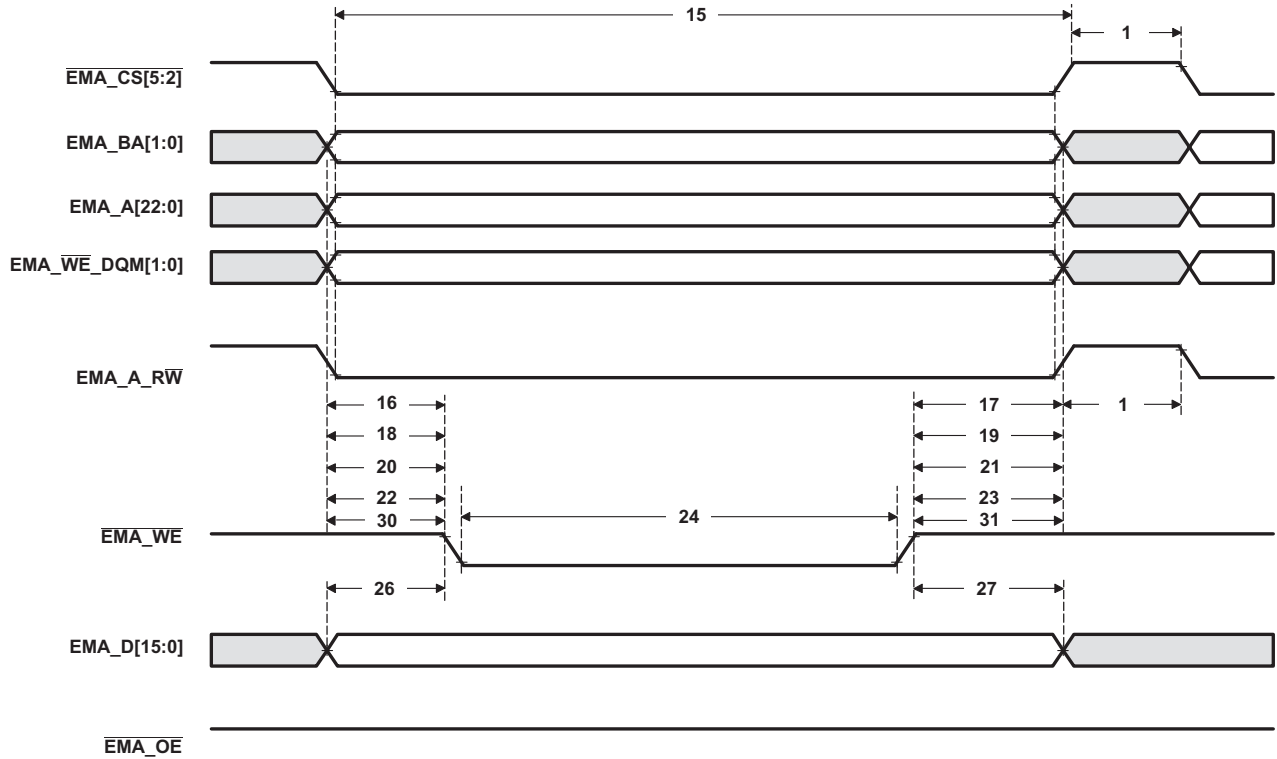 15
1
EMA_CS[5:2]
EMA_BA[1:0]
EMA_A[22:0]
EMA_WE_DQM[1:0]
EMA_A_RW
16
17
1
18
19
20
21
22
23
30
31
EMA_WE
24
26
27
EMA_D[15:0]
EMA_OE